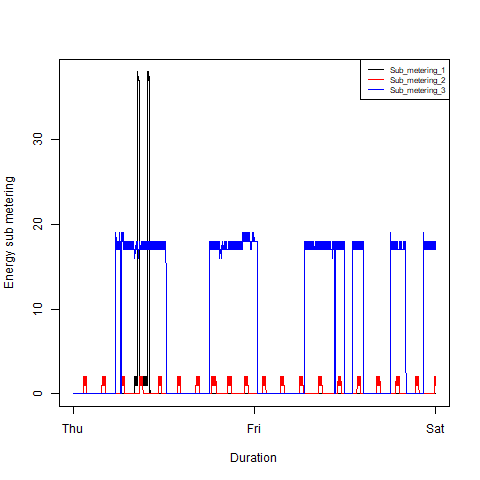 Sub_metering_1
Sub_metering_2
Sub_metering_3
Energy sub metering
30
20
10
0
Thu
Fri
Sat
Duration